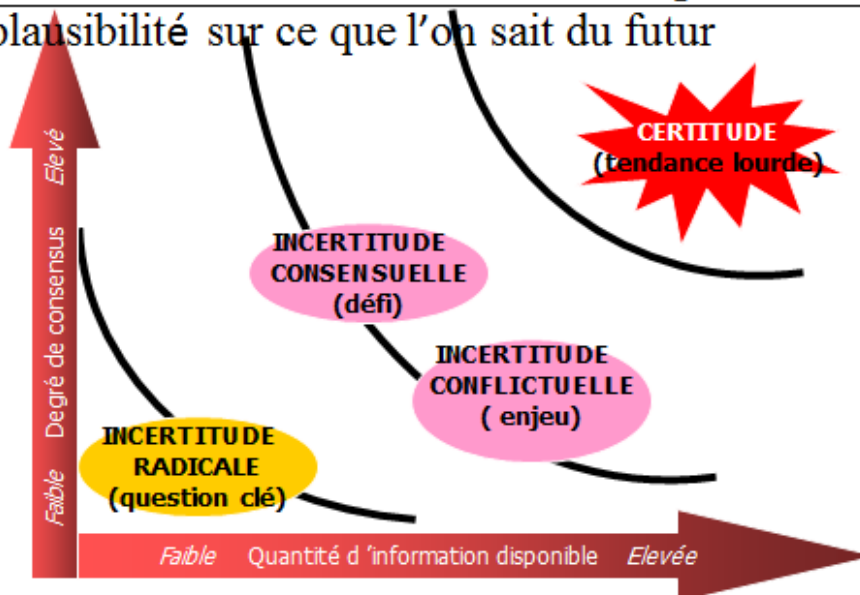 plausibilité sur ce que l'on sait du futur
CERTITUDE
(tendance lourde)
INCERTITUDE
CONSENSUELLE
(défi)
INCERTITUDE
CONFLICTUELLE
( enjeu)
INCERTITUDE
RADICALE
(question clé)
Faible Degré de consensus Elevé
Faible Quantité d ’information disponible Elevée